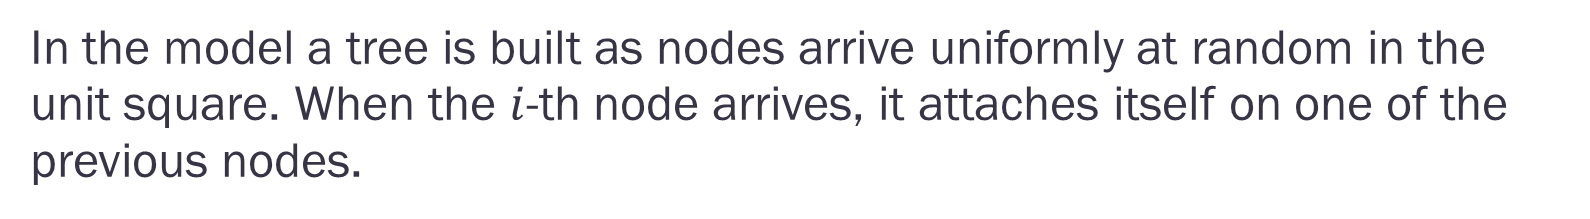 In the model a tree is built as nodes arrive uniformly at random in the
unit square. When the i-th node arrives, it attaches itself on one of the
previous nodes.